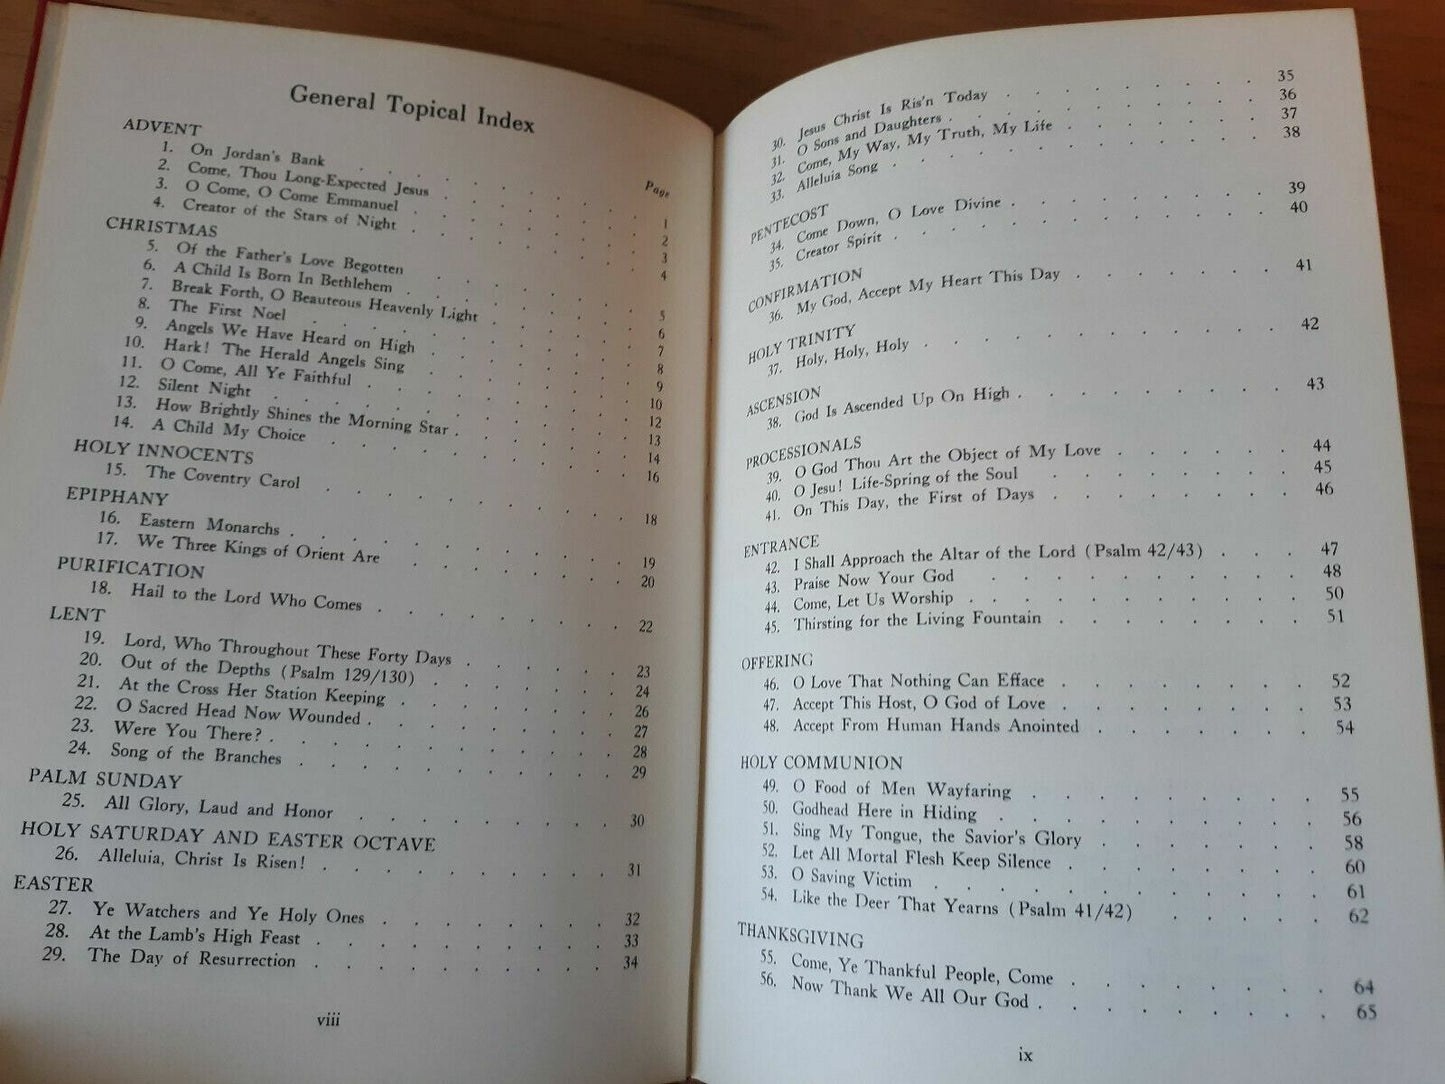 General Topical Index
Page
ADVENT
1. On Jordan's Bank . . . . . . . . . . . 1
2. Come, Thou Long-Expected Jesus . . . . . . . 2
3. O Come, O Come Emmanuel . . . . . . . . 3
4. Creator of the Stars of Night . . . . . . . . 4
CHRISTMAS
5. Of the Father's Love Begotten . . . . . . . 5
6. A Child Is Born In Bethlehem . . . . . . . . 6
7. Break Forth, O Beauteous Heavenly Light . . . . . . 7
8. The First Noel . . . . . . . . . . . 8
9. Angels We Have Heard on High . . . . . . . 9
10. Hark! The Herald Angels Sing . . . . . . . 10
11. O Come, All Ye Faithful . . . . . . . . . 12
12. Silent Night . . . . . . . . . . . . 13
13. How Brightly Shines the Morning Star . . . . . . 14
14. A Child My Choice . . . . . . . . . . 16
HOLY INNOCENTS
15. The Coventry Carol . . . . . . . . . . 18
EPIPHANY
16. Eastern Monarchs . . . . . . . . . . . 19
17. We Three Kings of Orient Are . . . . . . . 20
PURIFICATION
18. Hail to the Lord Who Comes . . . . . . . . 22
LENT
19. Lord, Who Throughout These Forty Days . . . . . 23
20. Out of the Depths (Psalm 129/130) . . . . . . 24
21. At the Cross Her Station Keeping . . . . . . . 26
22. O Sacred Head Now Wounded . . . . . . . . 27
23. Were You There? . . . . . . . . . . . 28
24. Song of the Branches . . . . . . . . . . 29
PALM SUNDAY
25. All Glory, Laud and Honor . . . . . . . . 30
HOLY SATURDAY AND EASTER OCTAVE
26. Alleluia, Christ Is Risen! . . . . . . . . . 31
EASTER
27. Ye Watchers and Ye Holy Ones . . . . . . . 32
28. At the Lamb's High Feast . . . . . . . . . 33
29. The Day of Resurrection . . . . . . . . . 34
viii
30. Jesus Christ Is Ris'n Today . . . . . . . . 35
31. O Sons and Daughters . . . . . . . . . . 36
32. Come, My Way, My Truth, My Life . . . . . . 37
33. Alleluia Song . . . . . . . . . . . 38
PENTECOST
34. Come Down, O Love Divine . . . . . . . . 39
35. Creator Spirit . . . . . . . . . . . 40
CONFIRMATION
36. My God, Accept My Heart This Day . . . . . . 41
HOLY TRINITY
37. Holy, Holy, Holy . . . . . . . . . . 42
ASCENSION
38. God Is Ascended Up On High . . . . . . . . 43
PROCESSIONALS
39. O God Thou Art the Object of My Love . . . . . 44
40. O Jesu! Life-Spring of the Soul . . . . . . . 45
41. On This Day, the First of Days . . . . . . . 46
ENTRANCE
42. I Shall Approach the Altar of the Lord (Psalm 42/43) . . . 47
43. Praise Now Your God . . . . . . . . . 48
44. Come, Let Us Worship . . . . . . . . . . 50
45. Thirsting for the Living Fountain . . . . . . . 51
OFFERING
46. O Love That Nothing Can Efface . . . . . . . 52
47. Accept This Host, O God of Love . . . . . . . 53
48. Accept From Human Hands Anointed . . . . . . 54
HOLY COMMUNION
49. O Food of Men Wayfaring . . . . . . . . 55
50. Godhead Here in Hiding . . . . . . . . . 56
51. Sing My Tongue, the Savior's Glory . . . . . . 58
52. Let All Mortal Flesh Keep Silence . . . . . . . 60
53. O Saving Victim . . . . . . . . . . . 61
54. Like the Deer That Yearns (Psalm 41/42) . . . . . 62
THANKSGIVING
55. Come, Ye Thankful People, Come . . . . . . . 64
56. Now Thank We All Our God . . . . . . . . 65
ix